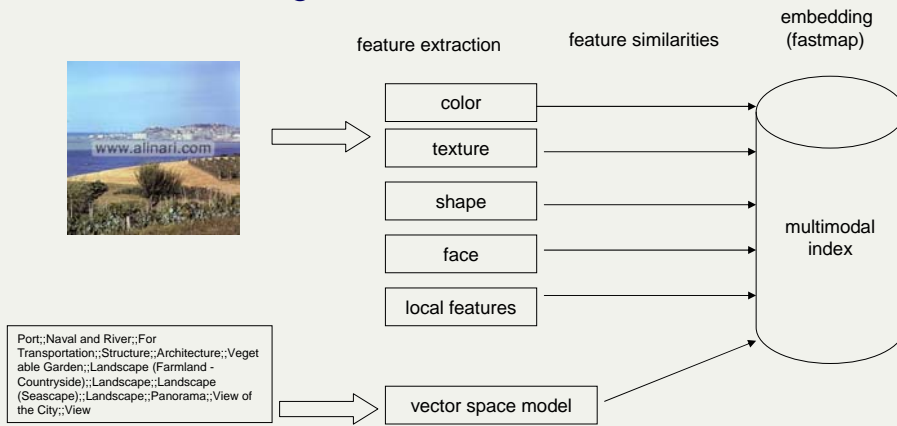 embedding
(fastmap)
feature extraction
feature similarities
color
texture
shape
face
local features
multimodal
index
www.alinari.com
Port;;Naval and River;;For
Transportation;;Structure;;Architecture;;Veget
able Garden;;Landscape (Farmland -
Countryside);;Landscape;;Landscape
(Seascape);;Landscape;;Panorama;;View of
the City;;View
vector space model